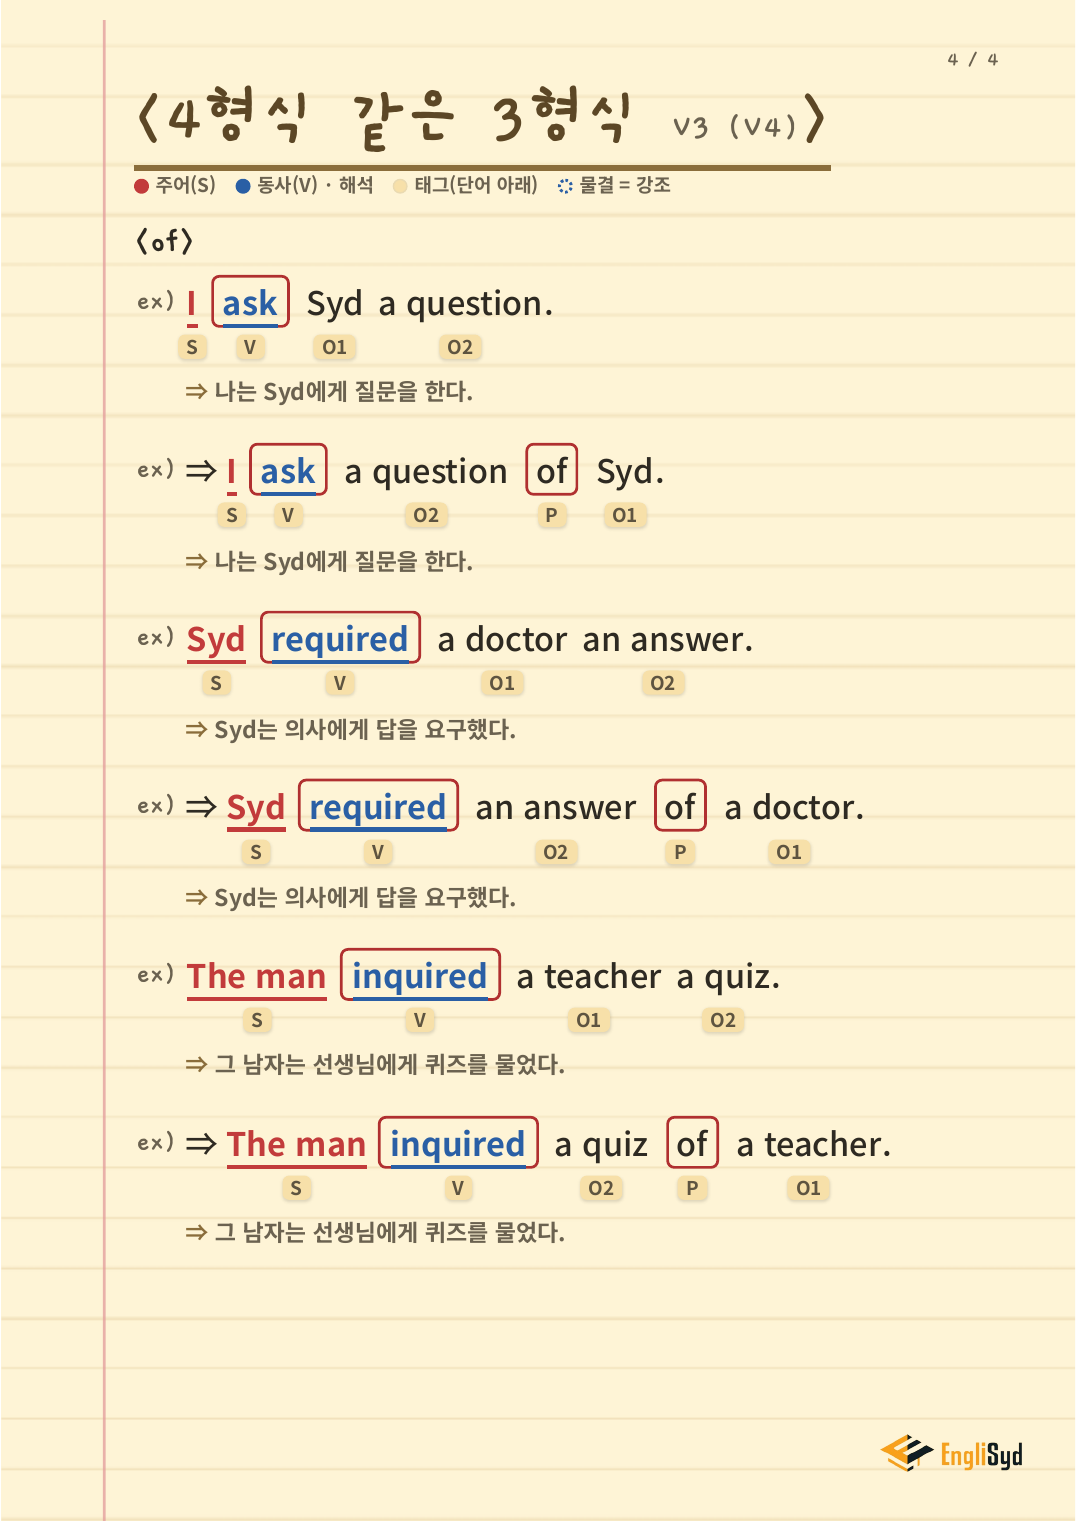 4 / 4
〈4형식 같은 3형식 V3 (V4)〉
주어(S) 동사(V) · 해석 태그(단어 아래) 물결 = 강조
〈of〉
ex) I ask Syd a question.
S V O1 O2
⇒ 나는 Syd에게 질문을 한다.
ex) ⇒ I ask a question of Syd.
S V O2 P O1
⇒ 나는 Syd에게 질문을 한다.
ex) Syd required a doctor an answer.
S V O1 O2
⇒ Syd는 의사에게 답을 요구했다.
ex) ⇒ Syd required an answer of a doctor.
S V O2 P O1
⇒ Syd는 의사에게 답을 요구했다.
ex) The man inquired a teacher a quiz.
S V O1 O2
⇒ 그 남자는 선생님에게 퀴즈를 물었다.
ex) ⇒ The man inquired a quiz of a teacher.
S V O2 P O1
⇒ 그 남자는 선생님에게 퀴즈를 물었다.
EngliSyd